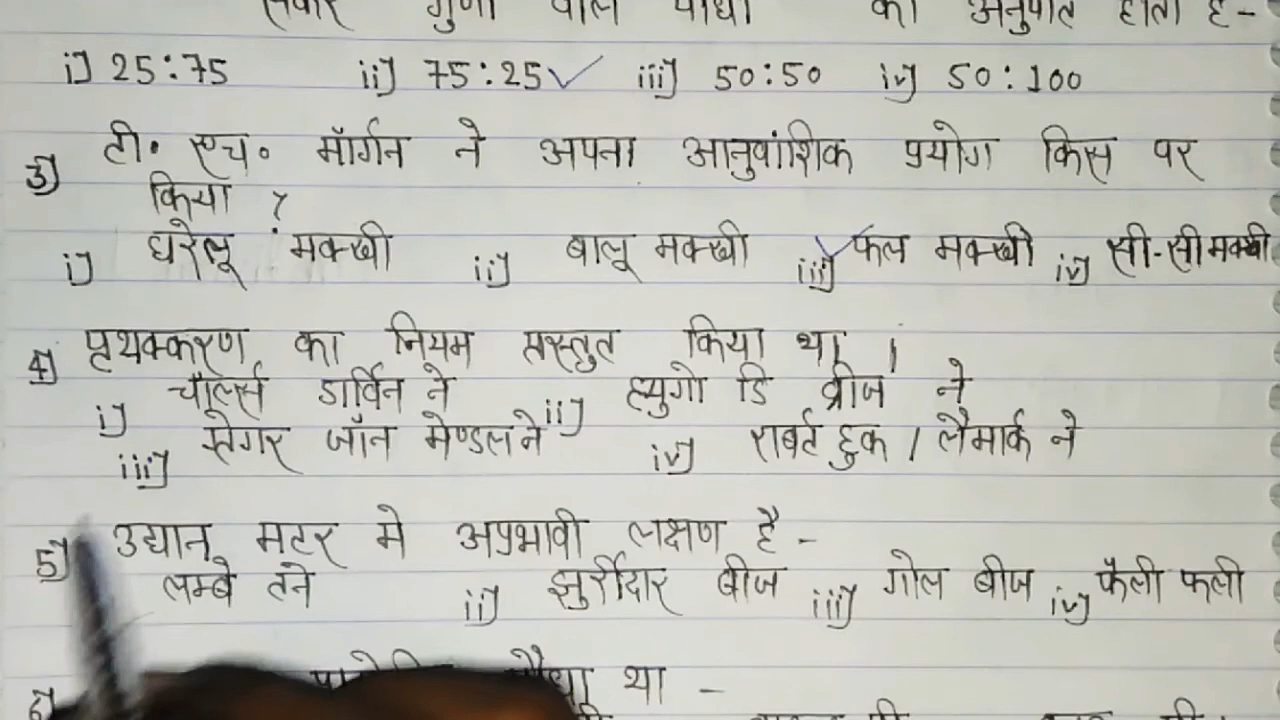 गुणों वाले पौधों का अनुपात होता है -
i) 25:75 ii) 75:25 ✓ iii) 50:50 iv) 50:100
3) टी. एच. मॉर्गन ने अपना आनुवांशिक प्रयोग किस पर
किया ?
i) घरेलू मक्खी ii) बालू मक्खी iii) फल मक्खी iv) सी-सी मक्खी
4) पृथक्करण का नियम प्रस्तुत किया था ।
i) चार्ल्स डार्विन ने ii) ह्युगो डि व्रीज ने
iii) ग्रेगर जॉन मेण्डल ने iv) राबर्ट हुक / लैमार्क ने
5) उद्यान मटर मे अप्रभावी लक्षण है -
लम्बे तने ii) झुर्रीदार बीज iii) गोल बीज iv) फैली फली
था -